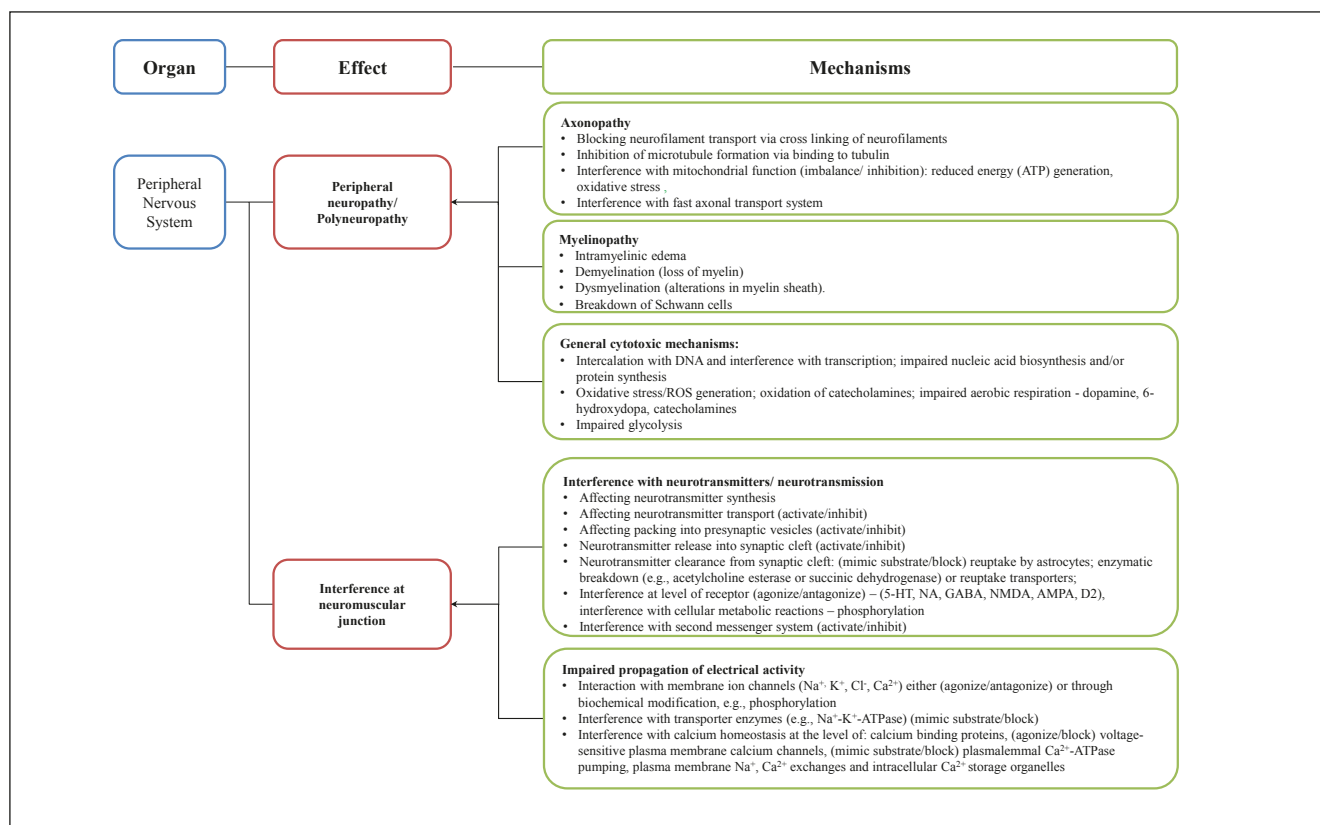 Organ
Effect
Mechanisms
Peripheral
Nervous
System
Peripheral
neuropathy/
Polyneuropathy
Axonopathy
• Blocking neurofilament transport via cross linking of neurofilaments
• Inhibition of microtubule formation via binding to tubulin
• Interference with mitochondrial function (imbalance/ inhibition): reduced energy (ATP) generation,
oxidative stress ,
• Interference with fast axonal transport system
Myelinopathy
• Intramyelinic edema
• Demyelination (loss of myelin)
• Dysmyelination (alterations in myelin sheath).
• Breakdown of Schwann cells
General cytotoxic mechanisms:
• Intercalation with DNA and interference with transcription; impaired nucleic acid biosynthesis and/or
protein synthesis
• Oxidative stress/ROS generation; oxidation of catecholamines; impaired aerobic respiration - dopamine, 6-
hydroxydopa, catecholamines
• Impaired glycolysis
Interference at
neuromuscular
junction
Interference with neurotransmitters/ neurotransmission
• Affecting neurotransmitter synthesis
• Affecting neurotransmitter transport (activate/inhibit)
• Affecting packing into presynaptic vesicles (activate/inhibit)
• Neurotransmitter release into synaptic cleft (activate/inhibit)
• Neurotransmitter clearance from synaptic cleft: (mimic substrate/block) reuptake by astrocytes; enzymatic
breakdown (e.g., acetylcholine esterase or succinic dehydrogenase) or reuptake transporters;
• Interference at level of receptor (agonize/antagonize) – (5-HT, NA, GABA, NMDA, AMPA, D2),
interference with cellular metabolic reactions – phosphorylation
• Interference with second messenger system (activate/inhibit)
Impaired propagation of electrical activity
• Interaction with membrane ion channels (Na⁺, K⁺, Cl⁻, Ca²⁺) either (agonize/antagonize) or through
biochemical modification, e.g., phosphorylation
• Interference with transporter enzymes (e.g., Na⁺-K⁺-ATPase) (mimic substrate/block)
• Interference with calcium homeostasis at the level of: calcium binding proteins, (agonize/block) voltage-
sensitive plasma membrane calcium channels, (mimic substrate/block) plasmalemmal Ca²⁺-ATPase
pumping, plasma membrane Na⁺, Ca²⁺ exchanges and intracellular Ca²⁺ storage organelles